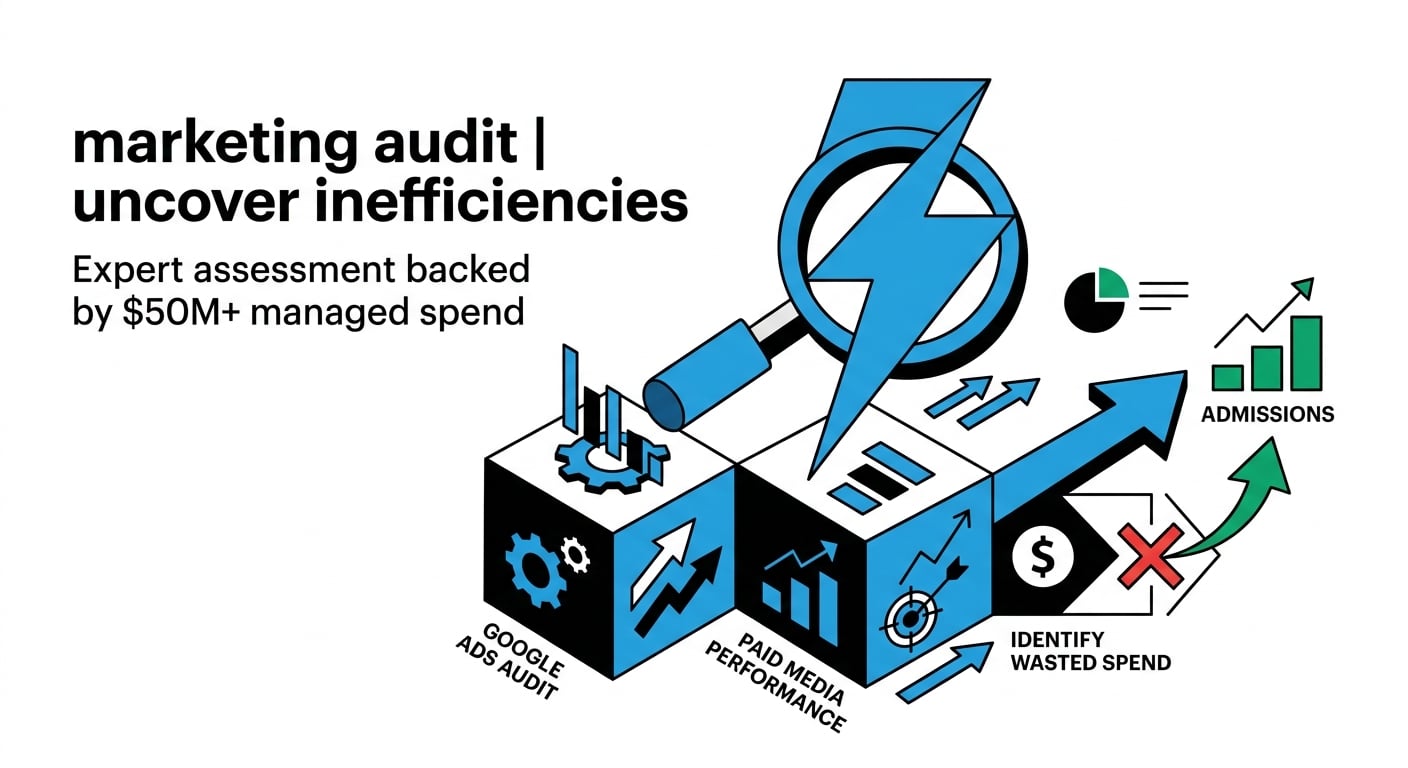 marketing audit |
uncover inefficiencies
Expert assessment backed
by $50M+ managed spend
ADMISSIONS
$
GOOGLE
ADS AUDIT
PAID MEDIA
PERFORMANCE
IDENTIFY
WASTED SPEND